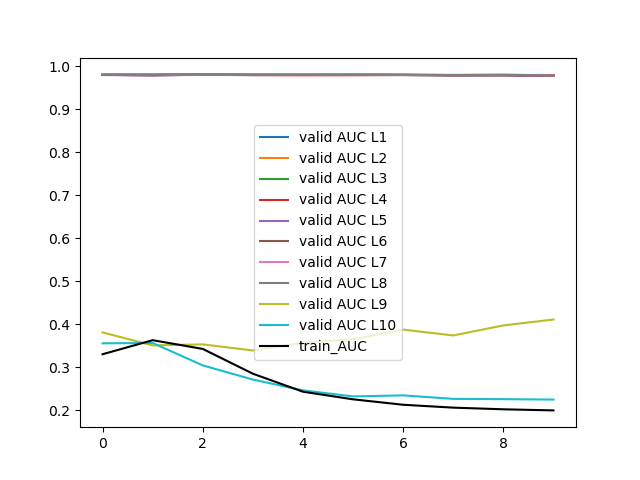 1.0
0.9
0.8
0.7
0.6
0.5
0.4
0.3
0.2
valid AUC L1
valid AUC L2
valid AUC L3
valid AUC L4
valid AUC L5
valid AUC L6
valid AUC L7
valid AUC L8
valid AUC L9
valid AUC L10
train_AUC
0 2 4 6 8